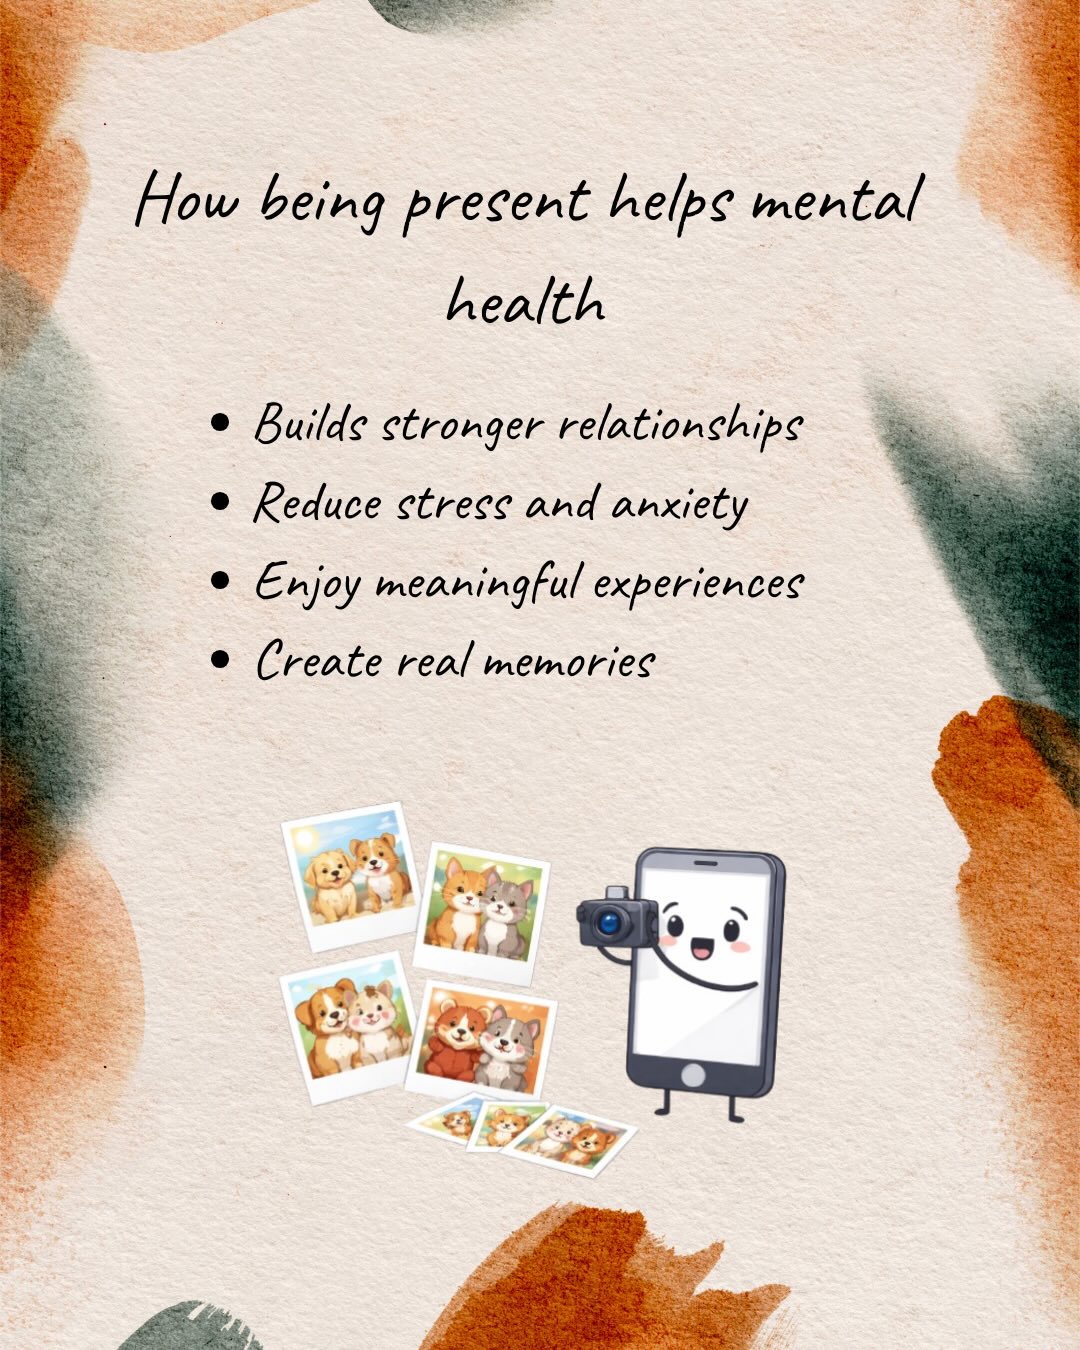 How being present helps mental
health
• Builds stronger relationships
• Reduce stress and anxiety
• Enjoy meaningful experiences
• Create real memories